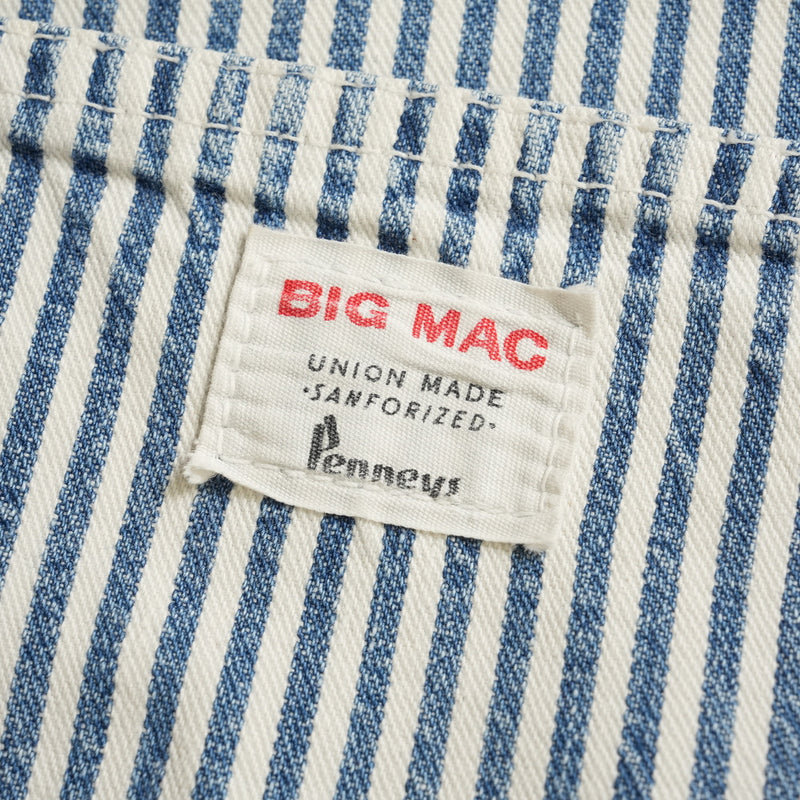 BIG MAC
UNION MADE
·SANFORIZED·
Penneys